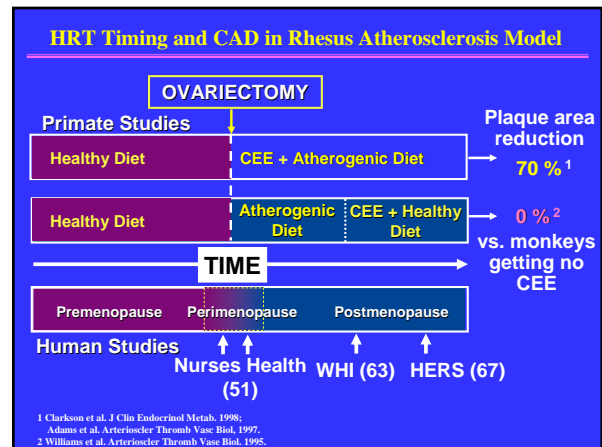 HRT Timing and CAD in Rhesus Atherosclerosis Model
OVARIECTOMY
Primate Studies
Plaque area
reduction
70 % 1
Healthy Diet
CEE + Atherogenic Diet
Healthy Diet
Atherogenic
Diet
CEE + Healthy
Diet
0 % 2
vs. monkeys
getting no
CEE
TIME
Premenopause
Perimenopause
Postmenopause
Human Studies
Nurses Health
(51)
WHI (63)
HERS (67)
1 Clarkson et al. J Clin Endocrinol Metab. 1998;
Adams et al. Arterioscler Thromb Vasc Biol, 1997.
2 Williams et al. Arterioscler Thromb Vasc Biol. 1995.